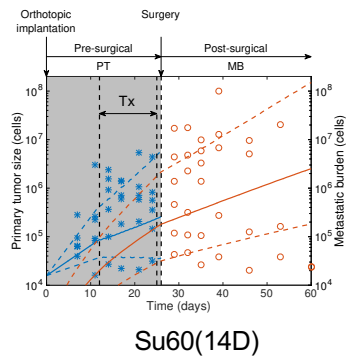 Orthotopic
implantation
Surgery
Pre-surgical
Post-surgical
PT
MB
Tx
Primary tumor size (cells)
10^8
10^7
10^6
10^5
10^4
Metastatic burden (cells)
10^8
10^7
10^6
10^5
10^4
0 10 20 30 40 50 60
Time (days)
Su60(14D)